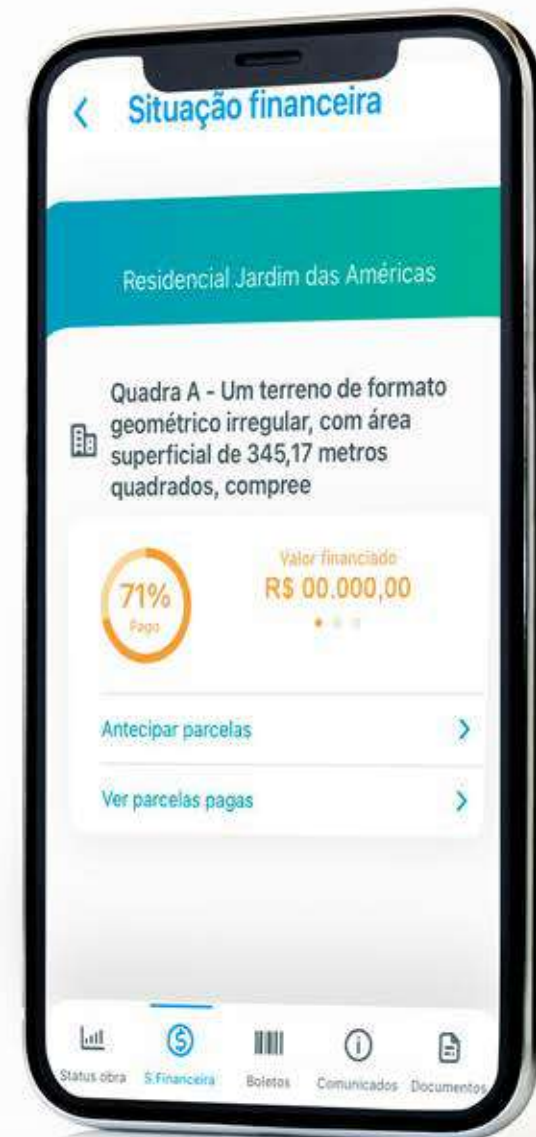 Situação financeira
Residencial Jardim das Américas
Quadra A - Um terreno de formato
geométrico irregular, com área
superficial de 345,17 metros
quadrados, compree
71%
Pago
Valor financiado
R$ 00.000,00
Antecipar parcelas
Ver parcelas pagas
Status obra
S.Financeira
Boletos
Comunicados
Documentos